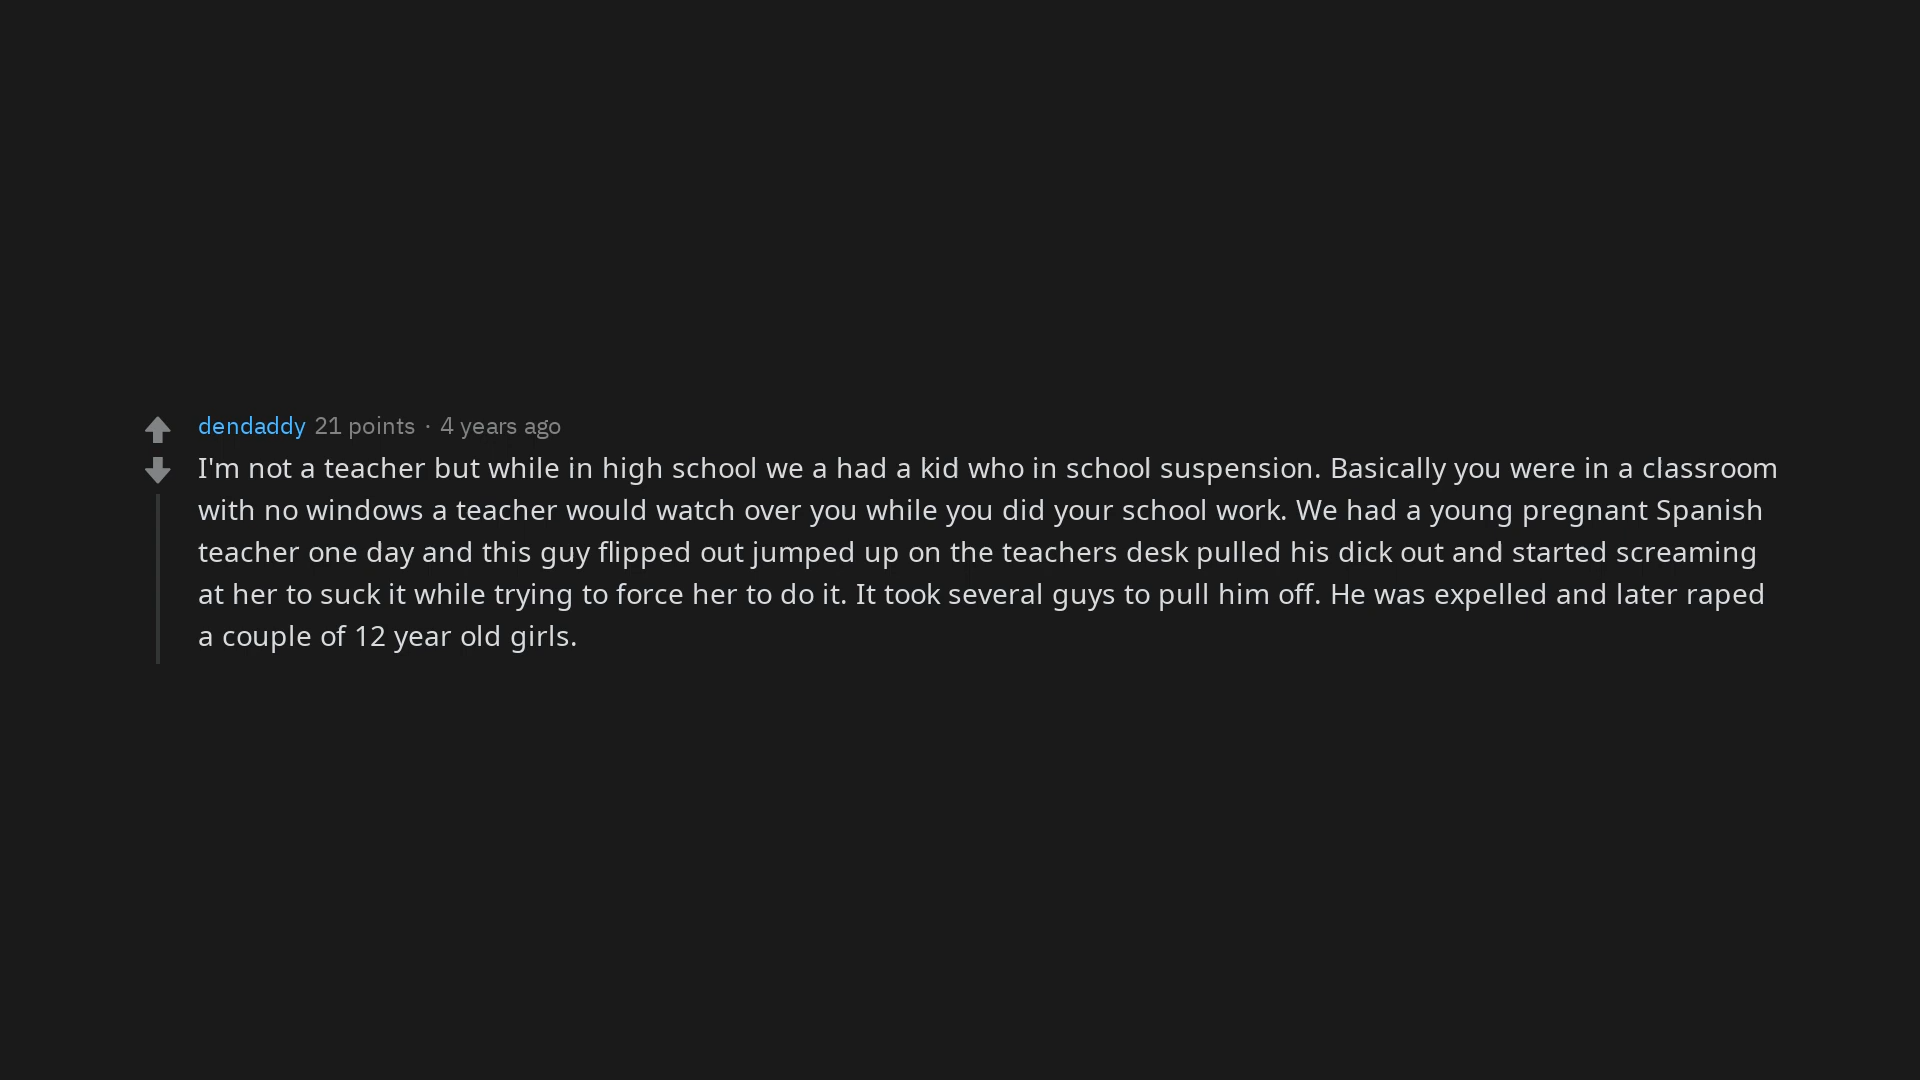 dendaddy 21 points · 4 years ago
I'm not a teacher but while in high school we a had a kid who in school suspension. Basically you were in a classroom
with no windows a teacher would watch over you while you did your school work. We had a young pregnant Spanish
teacher one day and this guy flipped out jumped up on the teachers desk pulled his dick out and started screaming
at her to suck it while trying to force her to do it. It took several guys to pull him off. He was expelled and later raped
a couple of 12 year old girls.